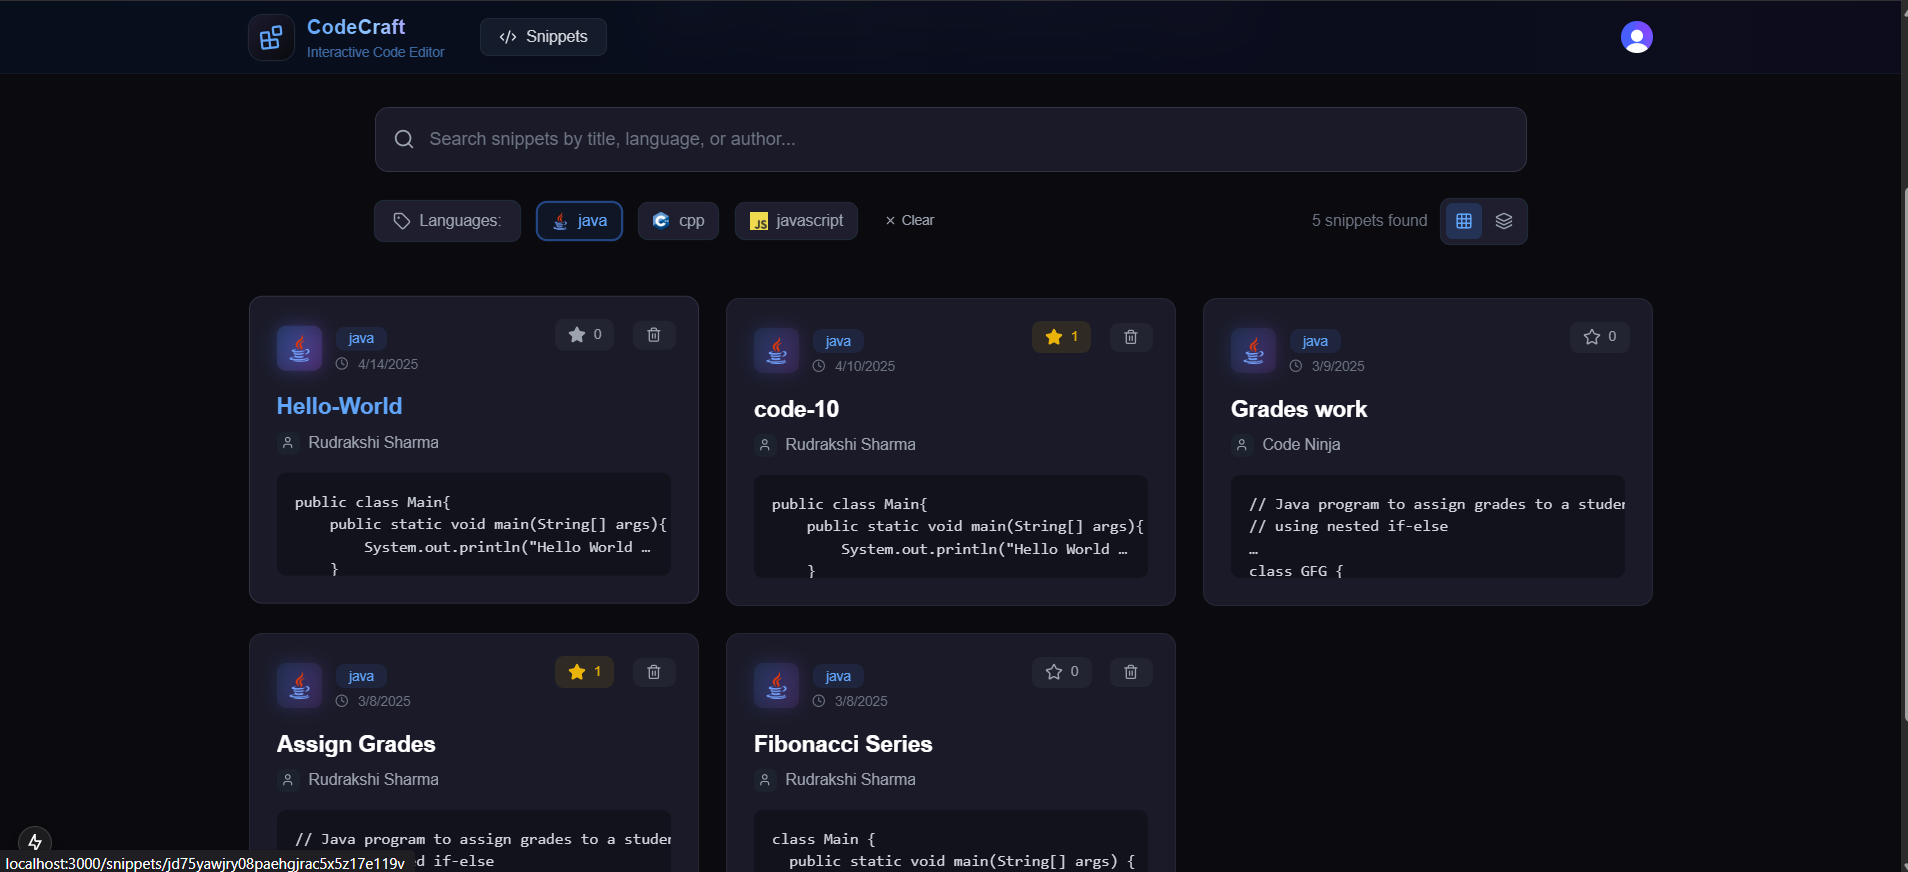 CodeCraft
Interactive Code Editor
</> Snippets
Search snippets by title, language, or author...
Languages:
java
cpp
JS javascript
× Clear
5 snippets found
java
4/14/2025
0
Hello-World
Rudrakshi Sharma
public class Main{
    public static void main(String[] args){
        System.out.println("Hello World …
    }
java
4/10/2025
1
code-10
Rudrakshi Sharma
public class Main{
    public static void main(String[] args){
        System.out.println("Hello World …
    }
java
3/9/2025
0
Grades work
Code Ninja
// Java program to assign grades to a studen
// using nested if-else
…
class GFG {
java
3/8/2025
1
Assign Grades
Rudrakshi Sharma
// Java program to assign grades to a studen
d if-else
java
3/8/2025
0
Fibonacci Series
Rudrakshi Sharma
class Main {
  public static void main(String[] args) {
localhost:3000/snippets/jd75yawjry08paehgjrac5x5z17e119v